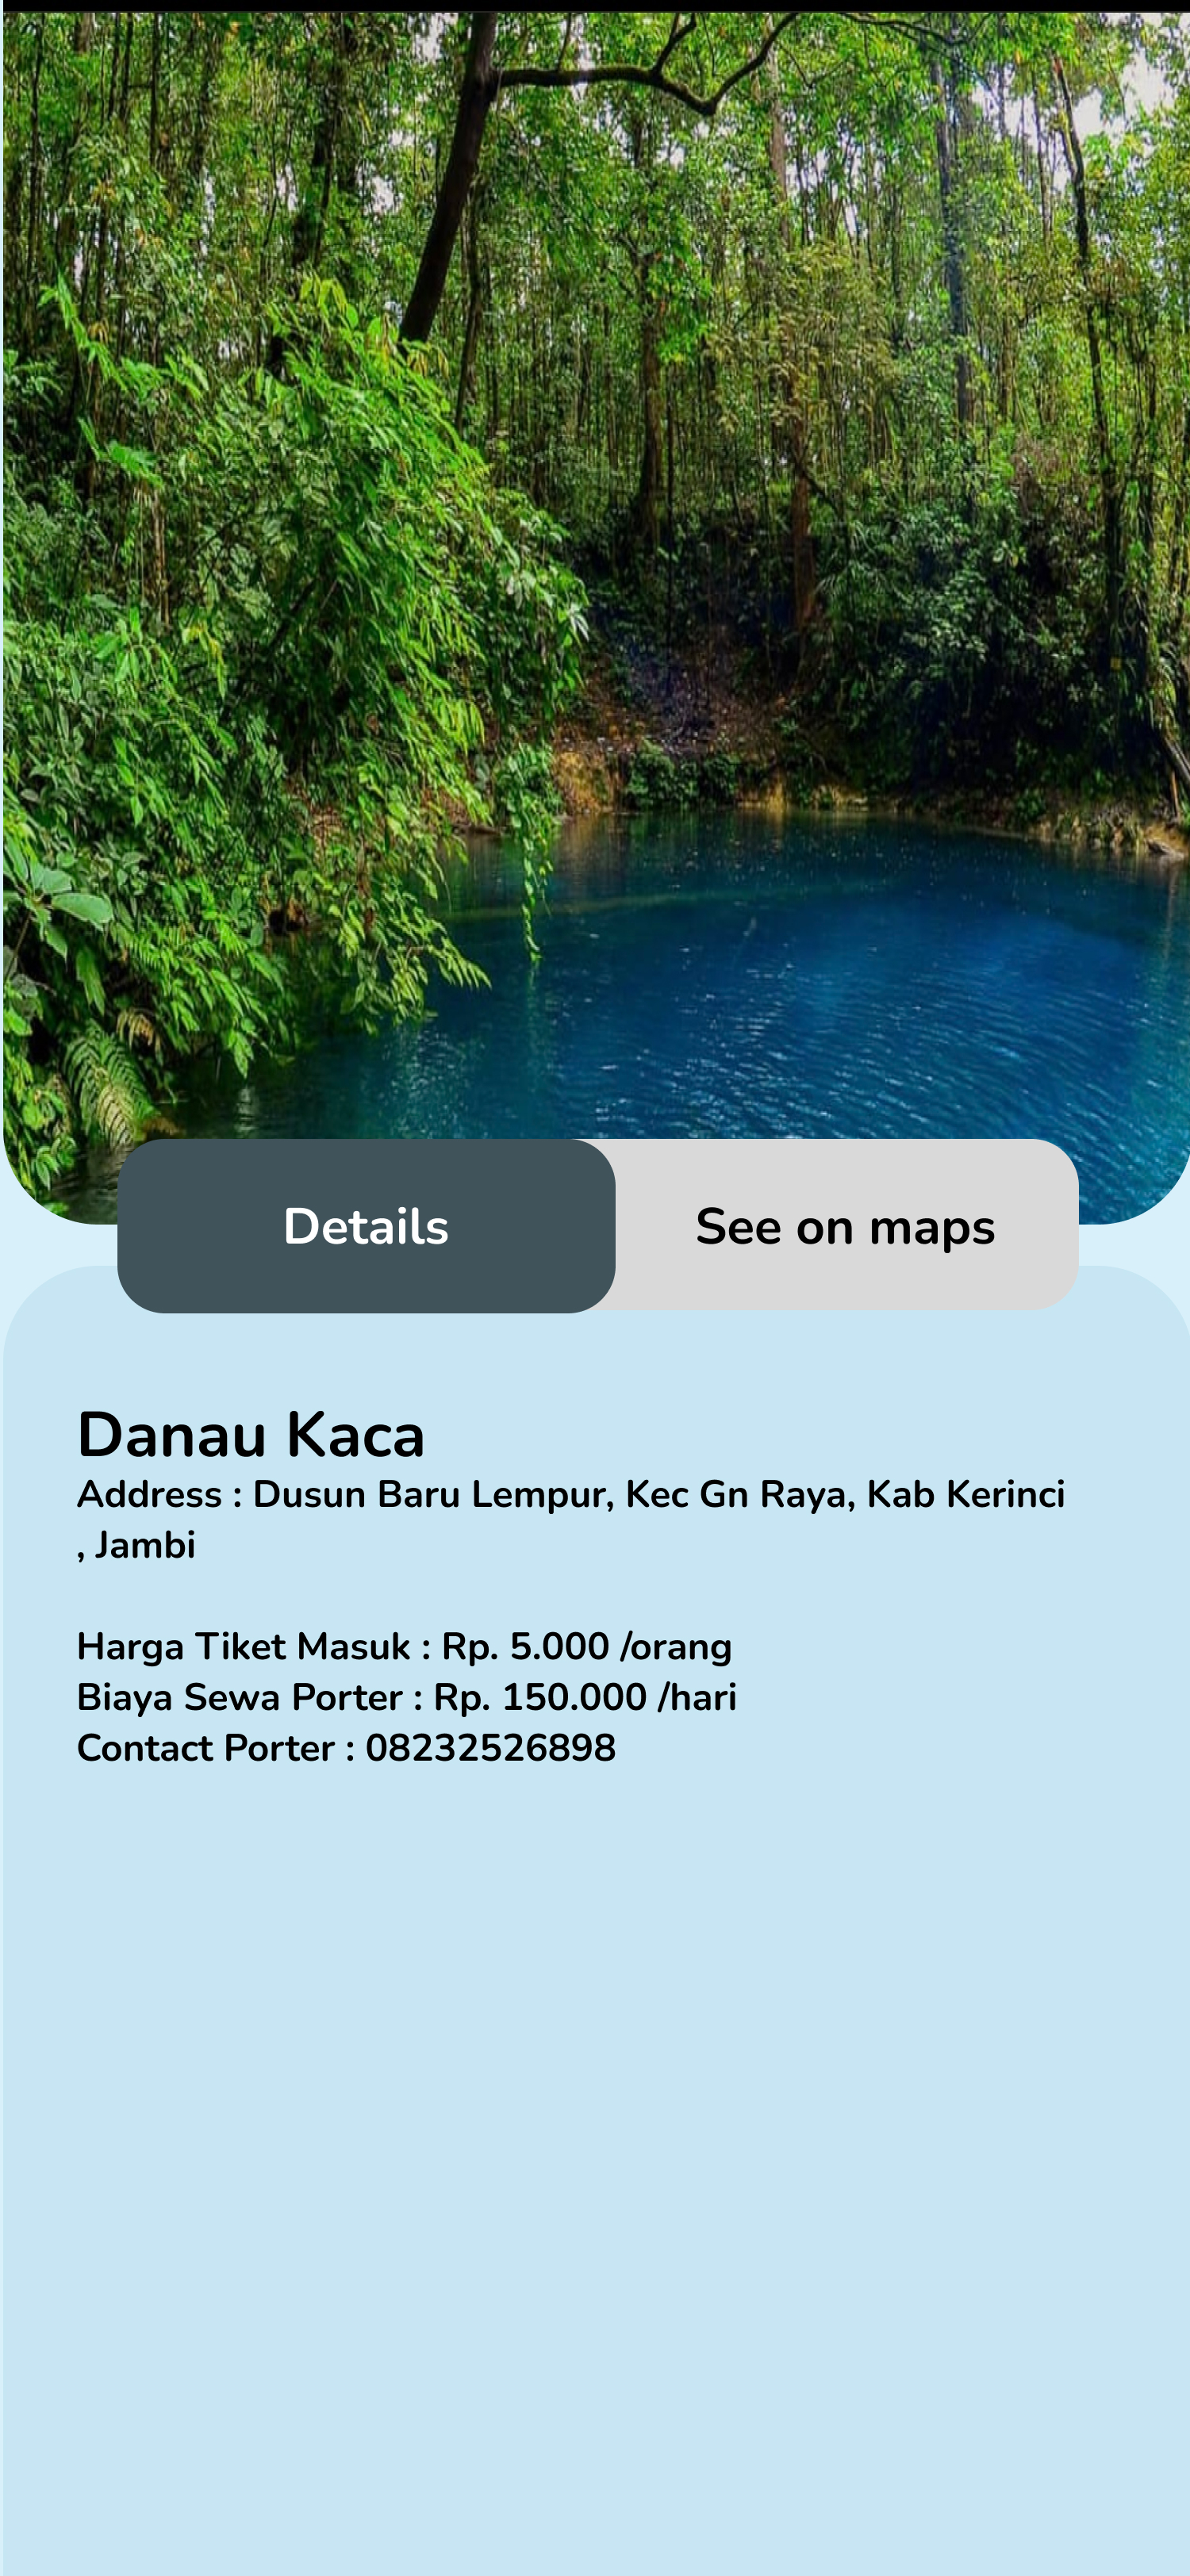 Details
See on maps
Danau Kaca
Address : Dusun Baru Lempur, Kec Gn Raya, Kab Kerinci
, Jambi
Harga Tiket Masuk : Rp. 5.000 /orang
Biaya Sewa Porter : Rp. 150.000 /hari
Contact Porter : 08232526898